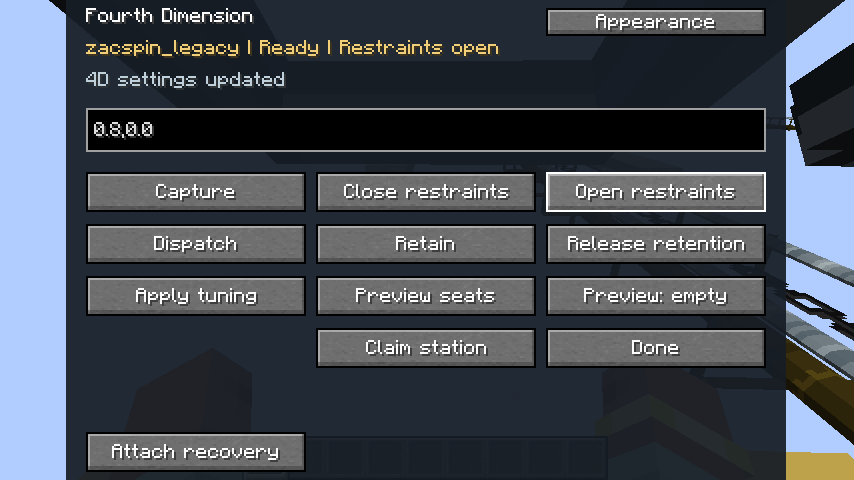 Fourth Dimension
Appearance
zacspin_legacy | Ready | Restraints open
4D settings updated
0.8,0.0
Capture
Close restraints
Open restraints
Dispatch
Retain
Release retention
Apply tuning
Preview seats
Preview: empty
Claim station
Done
Attach recovery